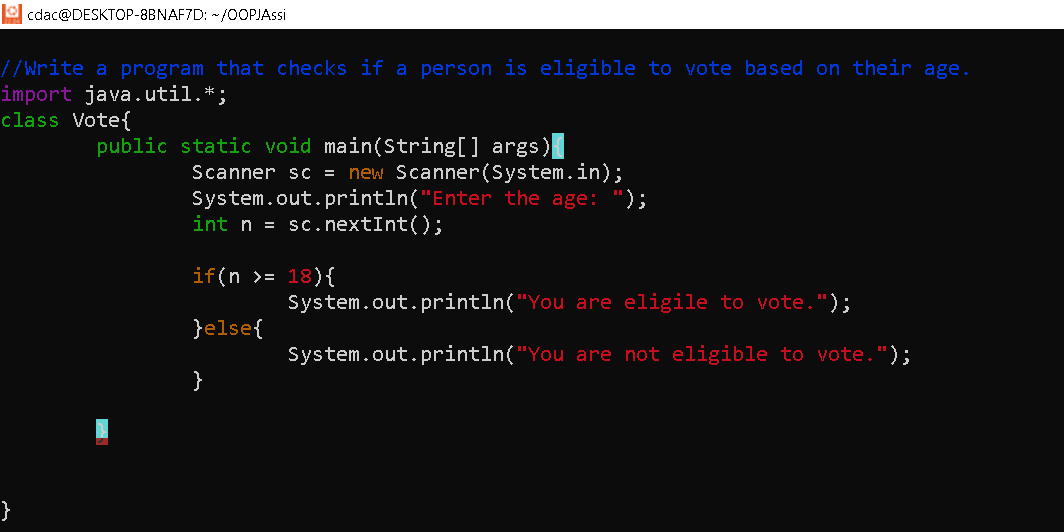 cdac@DESKTOP-8BNAF7D: ~/OOPJAssi
//Write a program that checks if a person is eligible to vote based on their age.
import java.util.*;
class Vote{
public static void main(String[] args){
Scanner sc = new Scanner(System.in);
System.out.println("Enter the age: ");
int n = sc.nextInt();
if(n >= 18){
System.out.println("You are eligile to vote.");
}else{
System.out.println("You are not eligible to vote.");
}
}
}